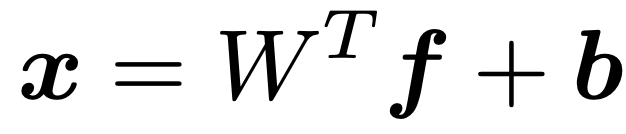 x = W^T f + b